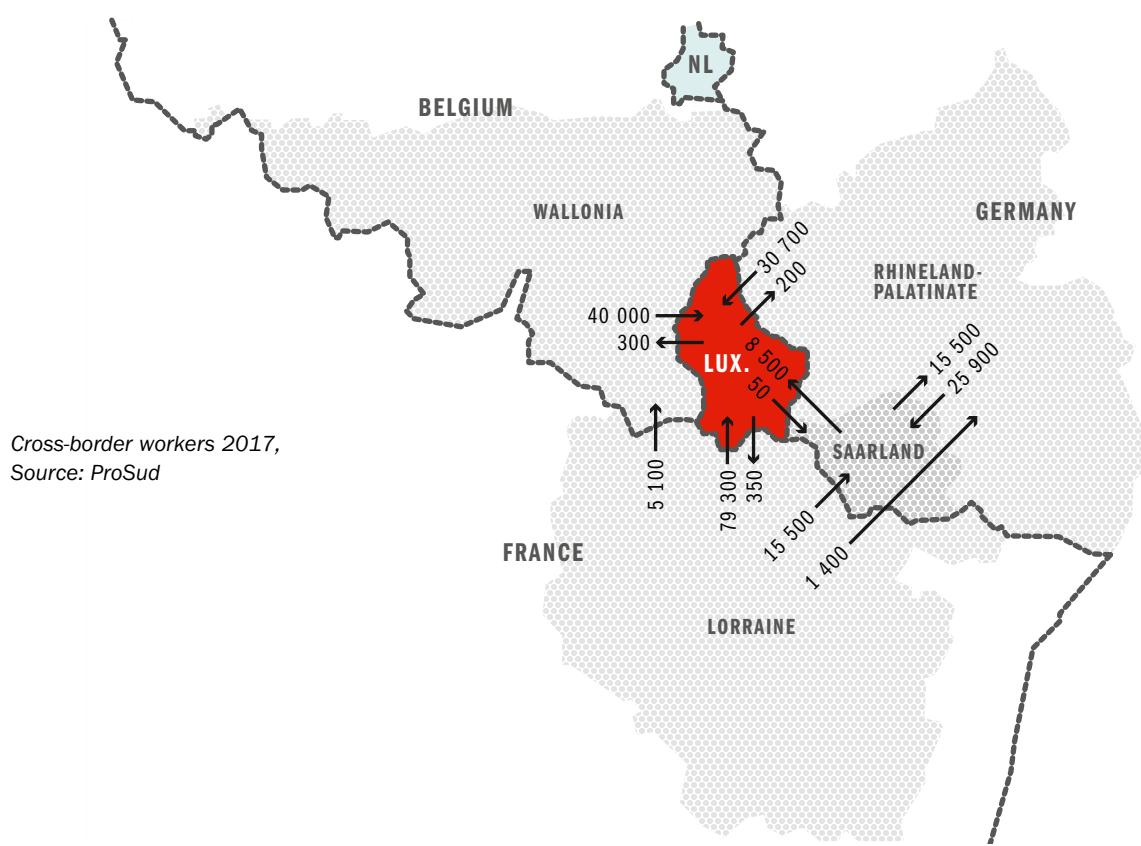 NL
BELGIUM
WALLONIA
GERMANY
30 700
200
RHINELAND-
PALATINATE
40 000
300
LUX.
8 500
50
15 500
25 900
Cross-border workers 2017,
Source: ProSud
SAARLAND
5 100
79 300
350
15 500
1 400
FRANCE
LORRAINE